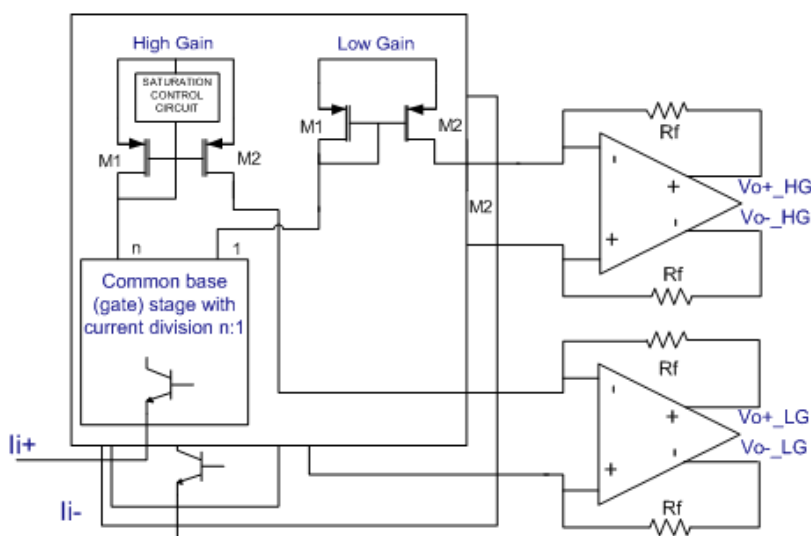 High Gain
Low Gain
SATURATION
CONTROL
CIRCUIT
M1
M2
M1
M2
M2
n
1
Common base
(gate) stage with
current division n:1
Ii+
Ii-
Rf
-
+
+
-
Vo+_HG
Vo-_HG
Rf
Rf
-
+
+
-
Vo+_LG
Vo-_LG
Rf